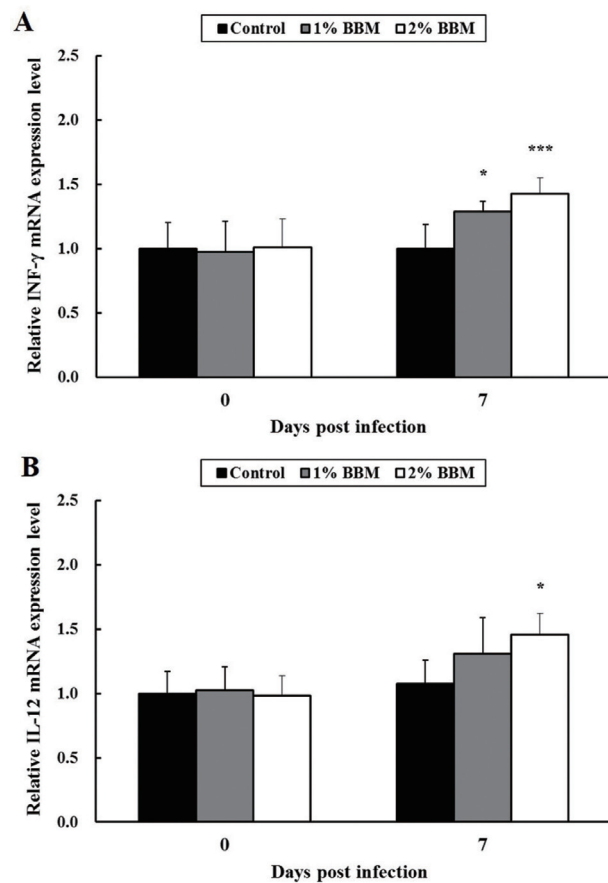 A
Control 1% BBM 2% BBM
Relative INF-γ mRNA expression level
2.5
2.0
1.5
1.0
0.5
0.0
*
***
0 7
Days post infection
B
Control 1% BBM 2% BBM
Relative IL-12 mRNA expression level
2.5
2.0
1.5
1.0
0.5
0.0
*
0 7
Days post infection